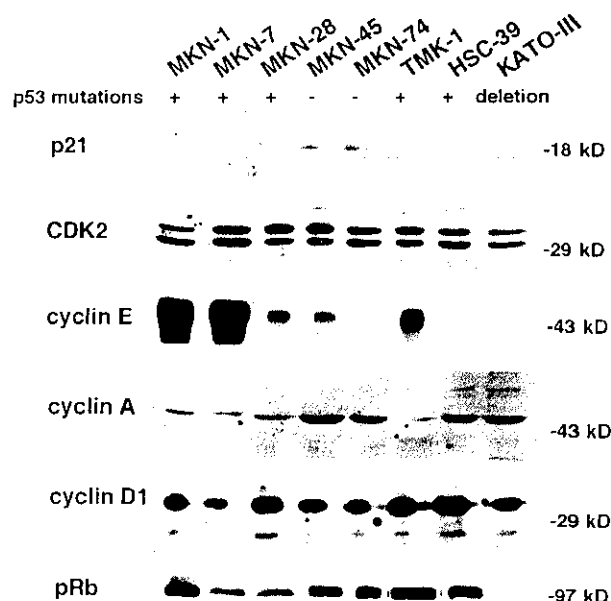 MKN-1 MKN-7 MKN-28 MKN-45 MKN-74 TMK-1 HSC-39 KATO-III
p53 mutations + + + - - + + deletion
p21 -18 kD
CDK2 -29 kD
cyclin E -43 kD
cyclin A -43 kD
cyclin D1 -29 kD
pRb -97 kD